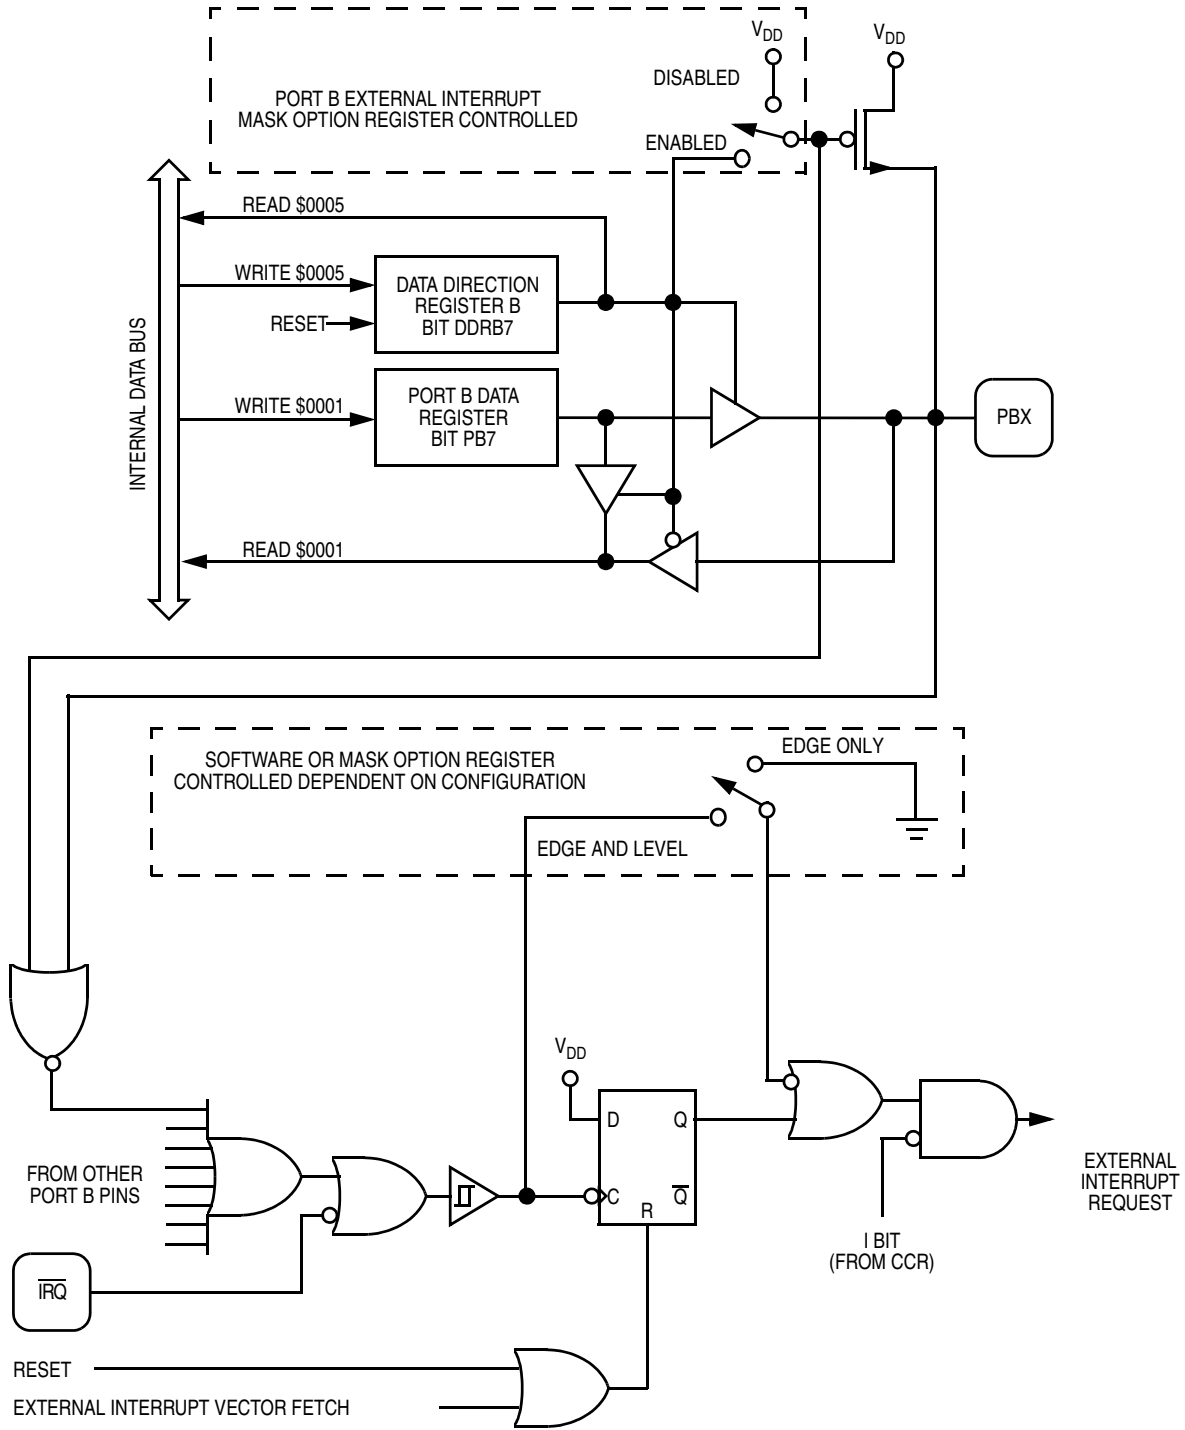 VDD
VDD
DISABLED
PORT B EXTERNAL INTERRUPT
MASK OPTION REGISTER CONTROLLED
ENABLED
READ $0005
WRITE $0005
DATA DIRECTION
REGISTER B
BIT DDRB7
RESET
INTERNAL DATA BUS
WRITE $0001
PORT B DATA
REGISTER
BIT PB7
PBX
READ $0001
SOFTWARE OR MASK OPTION REGISTER
CONTROLLED DEPENDENT ON CONFIGURATION
EDGE ONLY
EDGE AND LEVEL
VDD
D
Q
C
Q̅
R
FROM OTHER
PORT B PINS
EXTERNAL
INTERRUPT
REQUEST
I BIT
(FROM CCR)
I̅R̅Q̅
RESET
EXTERNAL INTERRUPT VECTOR FETCH